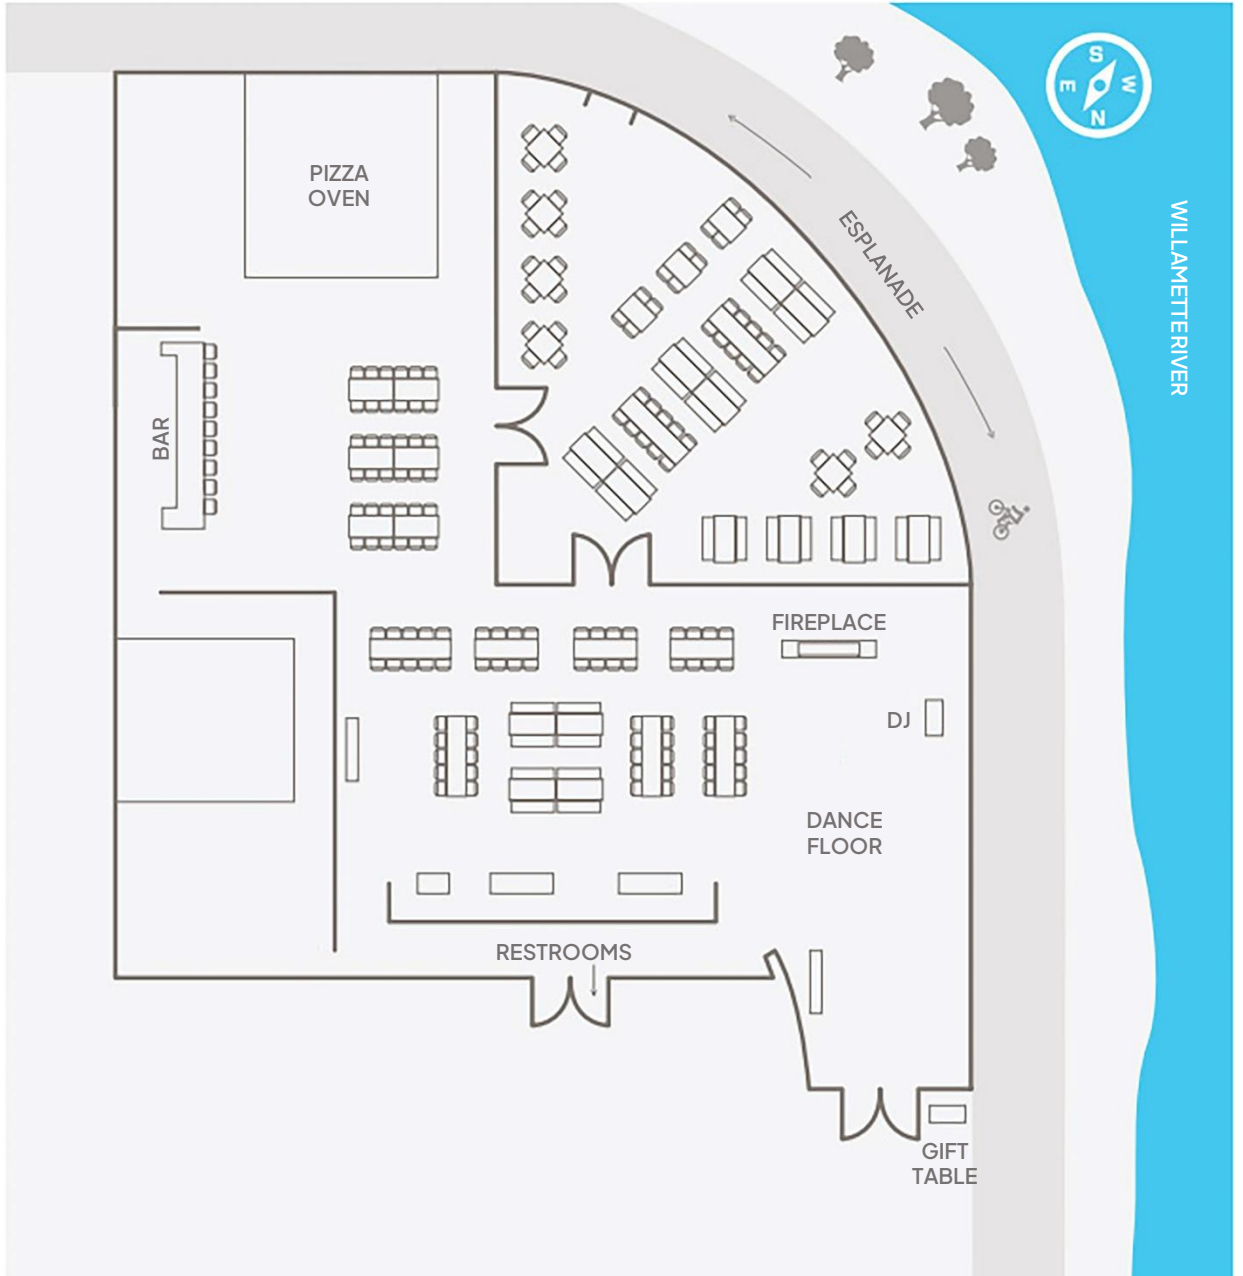 S
E
W
N
PIZZA
OVEN
WILLAMETTERIVER
ESPLANADE
BAR
FIREPLACE
DJ
DANCE
FLOOR
RESTROOMS
GIFT
TABLE